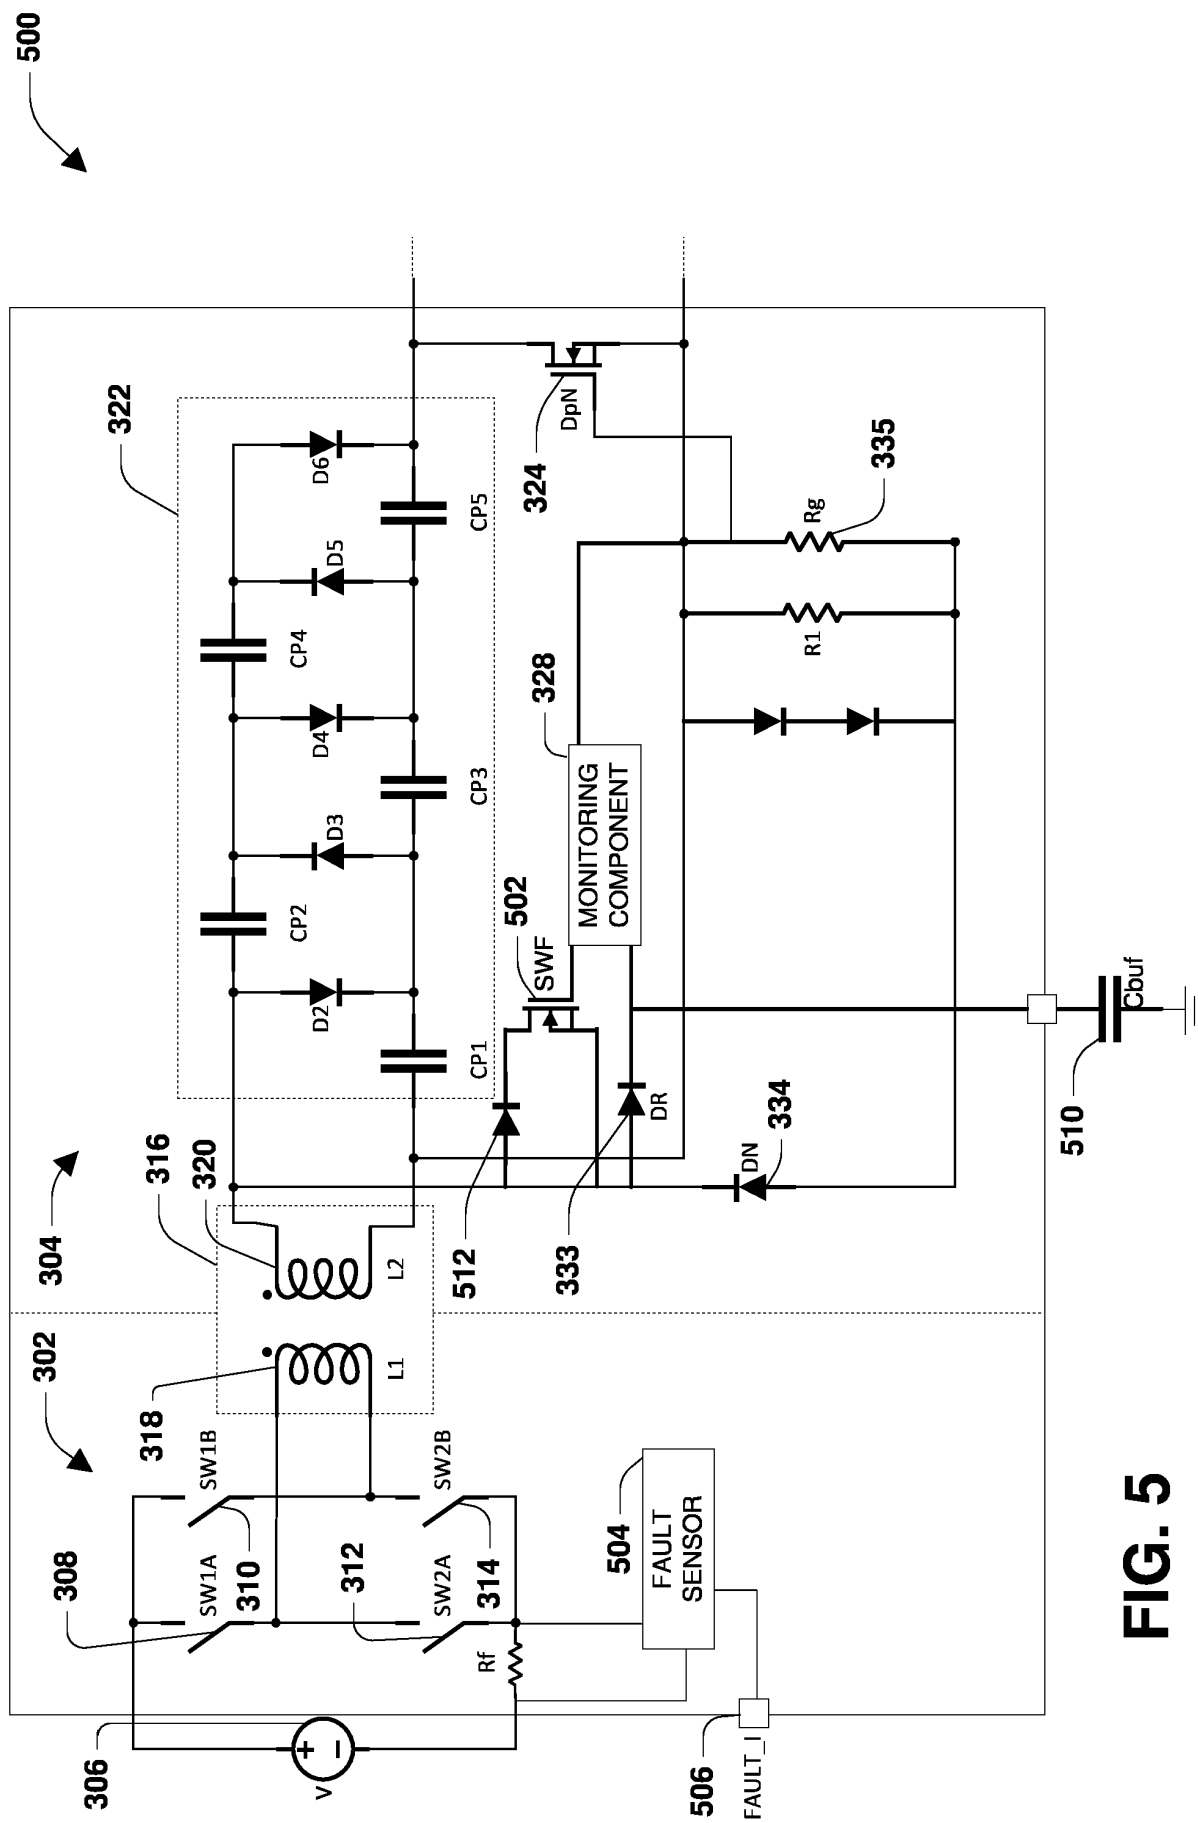 500
322
D6
D5
D4
D3
D2
CP5
CP4
CP3
CP2
CP1
324
DpN
335
Rg
R1
328
MONITORING
COMPONENT
502
SWF
510
Cbuf
DR
DN
334
333
512
304
316
320
L2
302
318
L1
SW1B
310
SW2B
314
308
SW1A
312
SW2A
Rf
504
FAULT
SENSOR
306
V
506
FAULT_I
FIG. 5